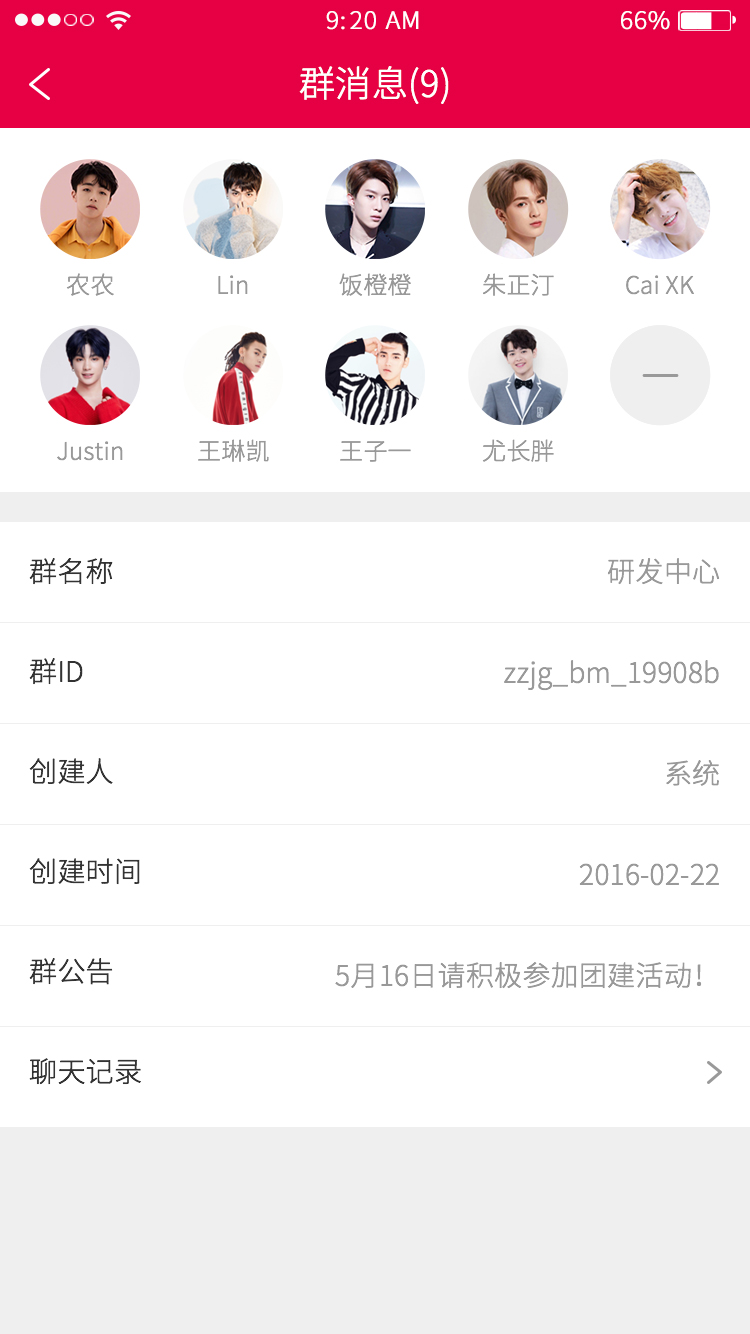 9:20 AM 66%
群消息(9)
农农 Lin 饭橙橙 朱正汀 Cai XK
Justin 王琳凯 王子一 尤长胖
群名称 研发中心
群ID zzjg_bm_19908b
创建人 系统
创建时间 2016-02-22
群公告 5月16日请积极参加团建活动！
聊天记录